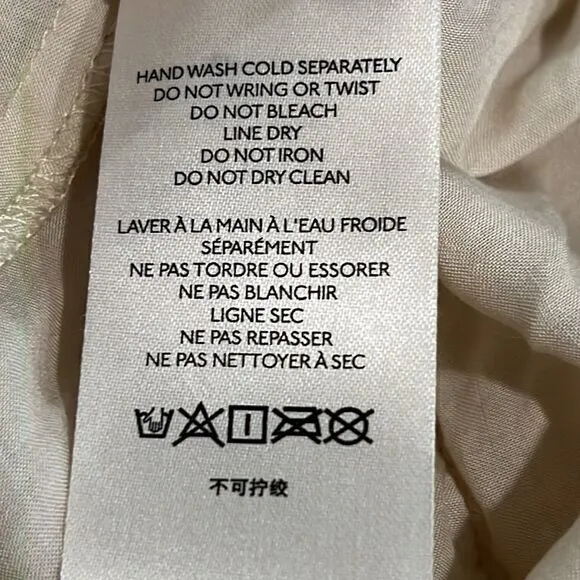 HAND WASH COLD SEPARATELY
DO NOT WRING OR TWIST
DO NOT BLEACH
LINE DRY
DO NOT IRON
DO NOT DRY CLEAN
LAVER À LA MAIN À L'EAU FROIDE
SÉPARÉMENT
NE PAS TORDRE OU ESSORER
NE PAS BLANCHIR
LIGNE SEC
NE PAS REPASSER
NE PAS NETTOYER À SEC
不可拧绞